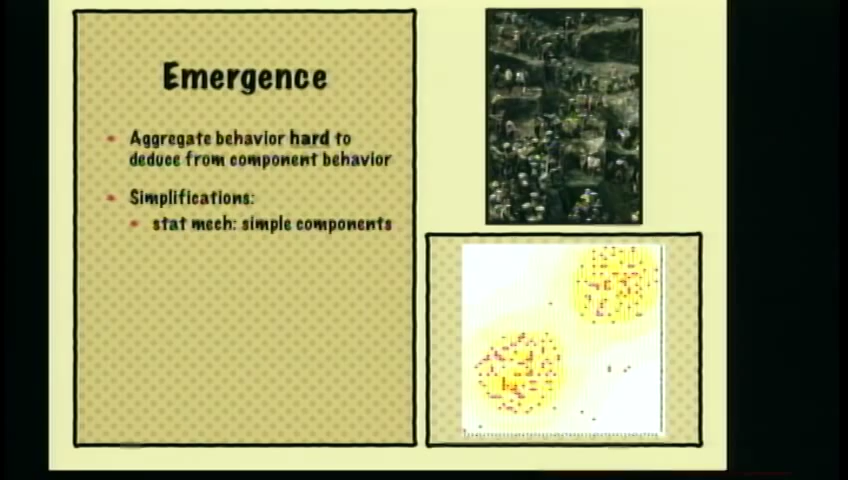 Emergence
Aggregate behavior hard to
deduce from component behavior
Simplifications:
stat mech: simple components